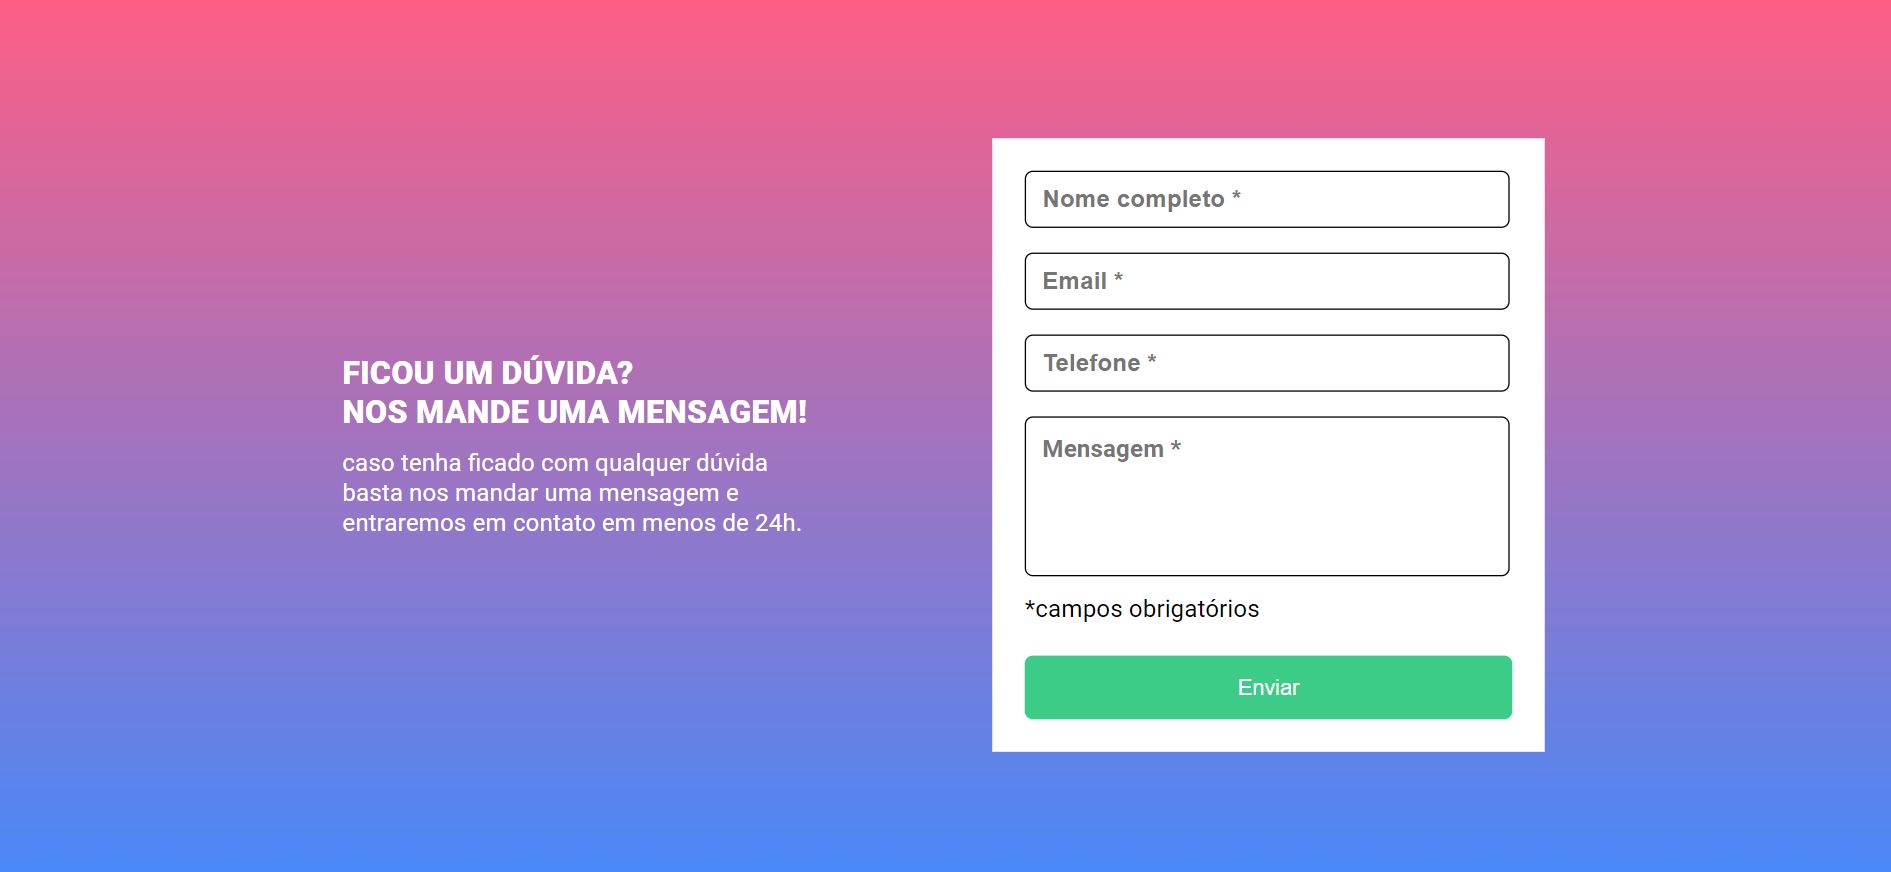 FICOU UM DÚVIDA?
NOS MANDE UMA MENSAGEM!
caso tenha ficado com qualquer dúvida
basta nos mandar uma mensagem e
entraremos em contato em menos de 24h.
Nome completo *
Email *
Telefone *
Mensagem *
*campos obrigatórios
Enviar